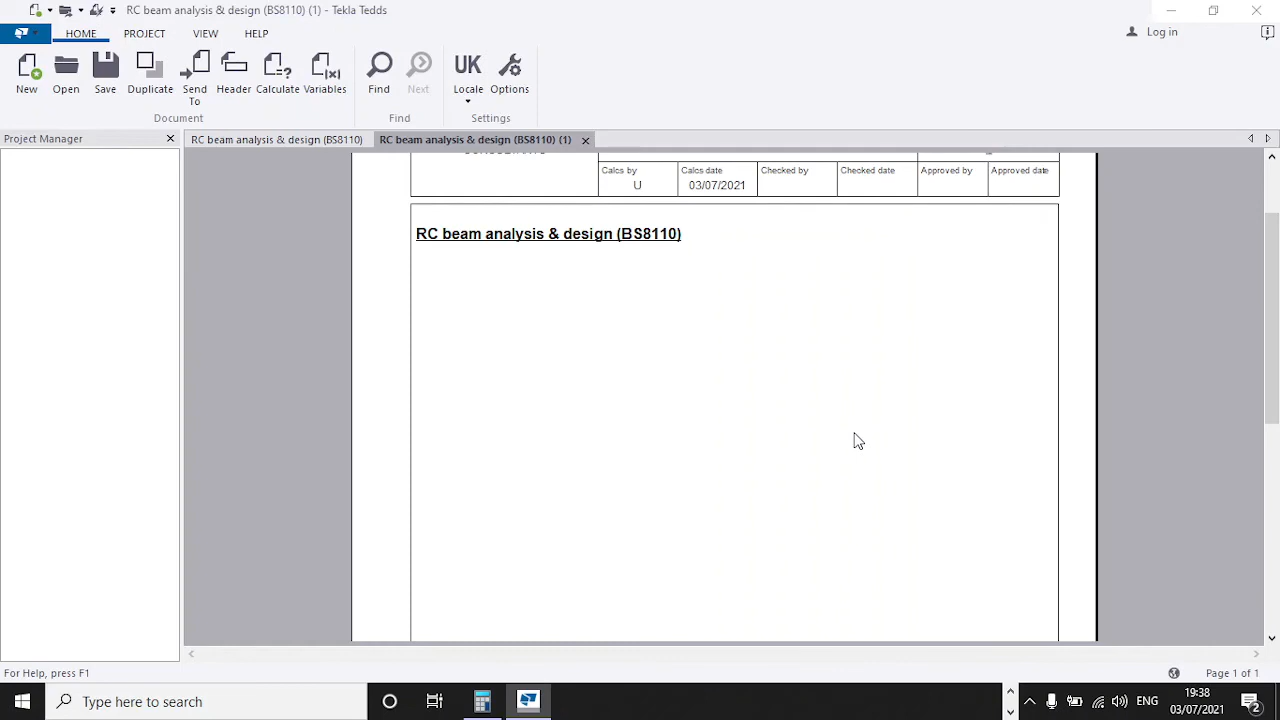 RC beam analysis & design (BS8110) (1) - Tekla Tedds
HOME PROJECT VIEW HELP
Log in
New Open Save Duplicate Send To Header Calculate Variables Find Next UK Locale Options
Document Find Settings
Project Manager
RC beam analysis & design (BS8110) RC beam analysis & design (BS8110) (1)
Calcs by Calcs date Checked by Checked date Approved by Approved date
U 03/07/2021
RC beam analysis & design (BS8110)
For Help, press F1
Page 1 of 1
Type here to search
ENG
19:38
03/07/2021
2